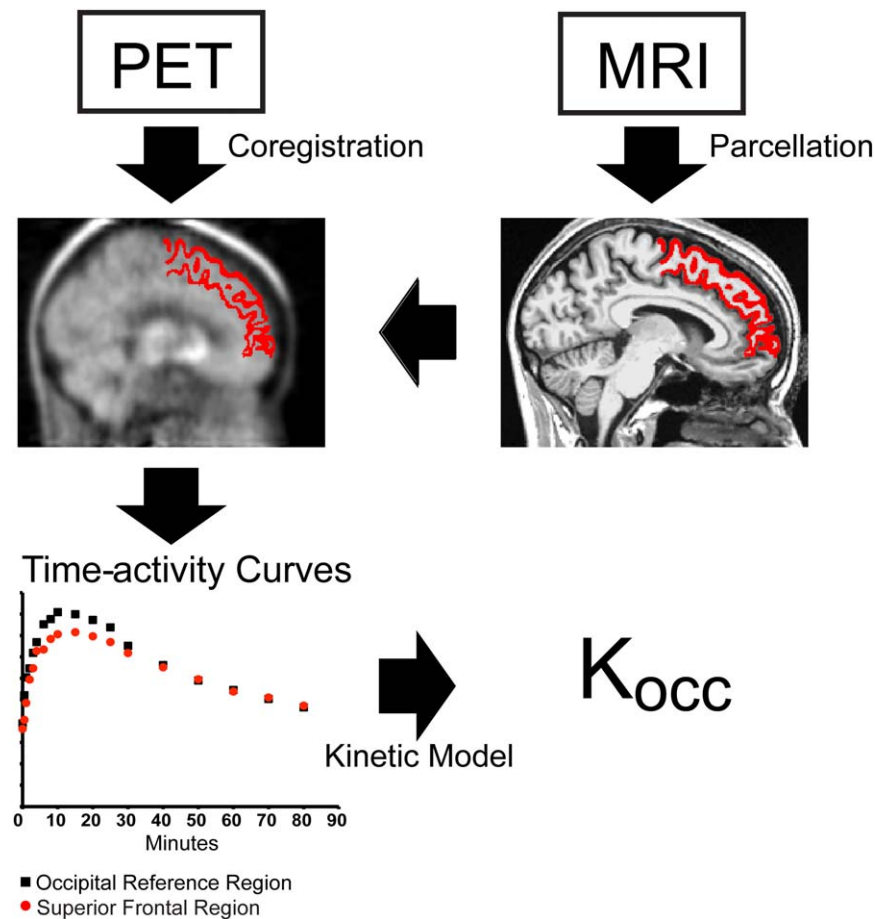 PET
MRI
Coregistration
Parcellation
Time-activity Curves
0 10 20 30 40 50 60 70 80 90
Minutes
Kinetic Model
Kocc
Occipital Reference Region
Superior Frontal Region